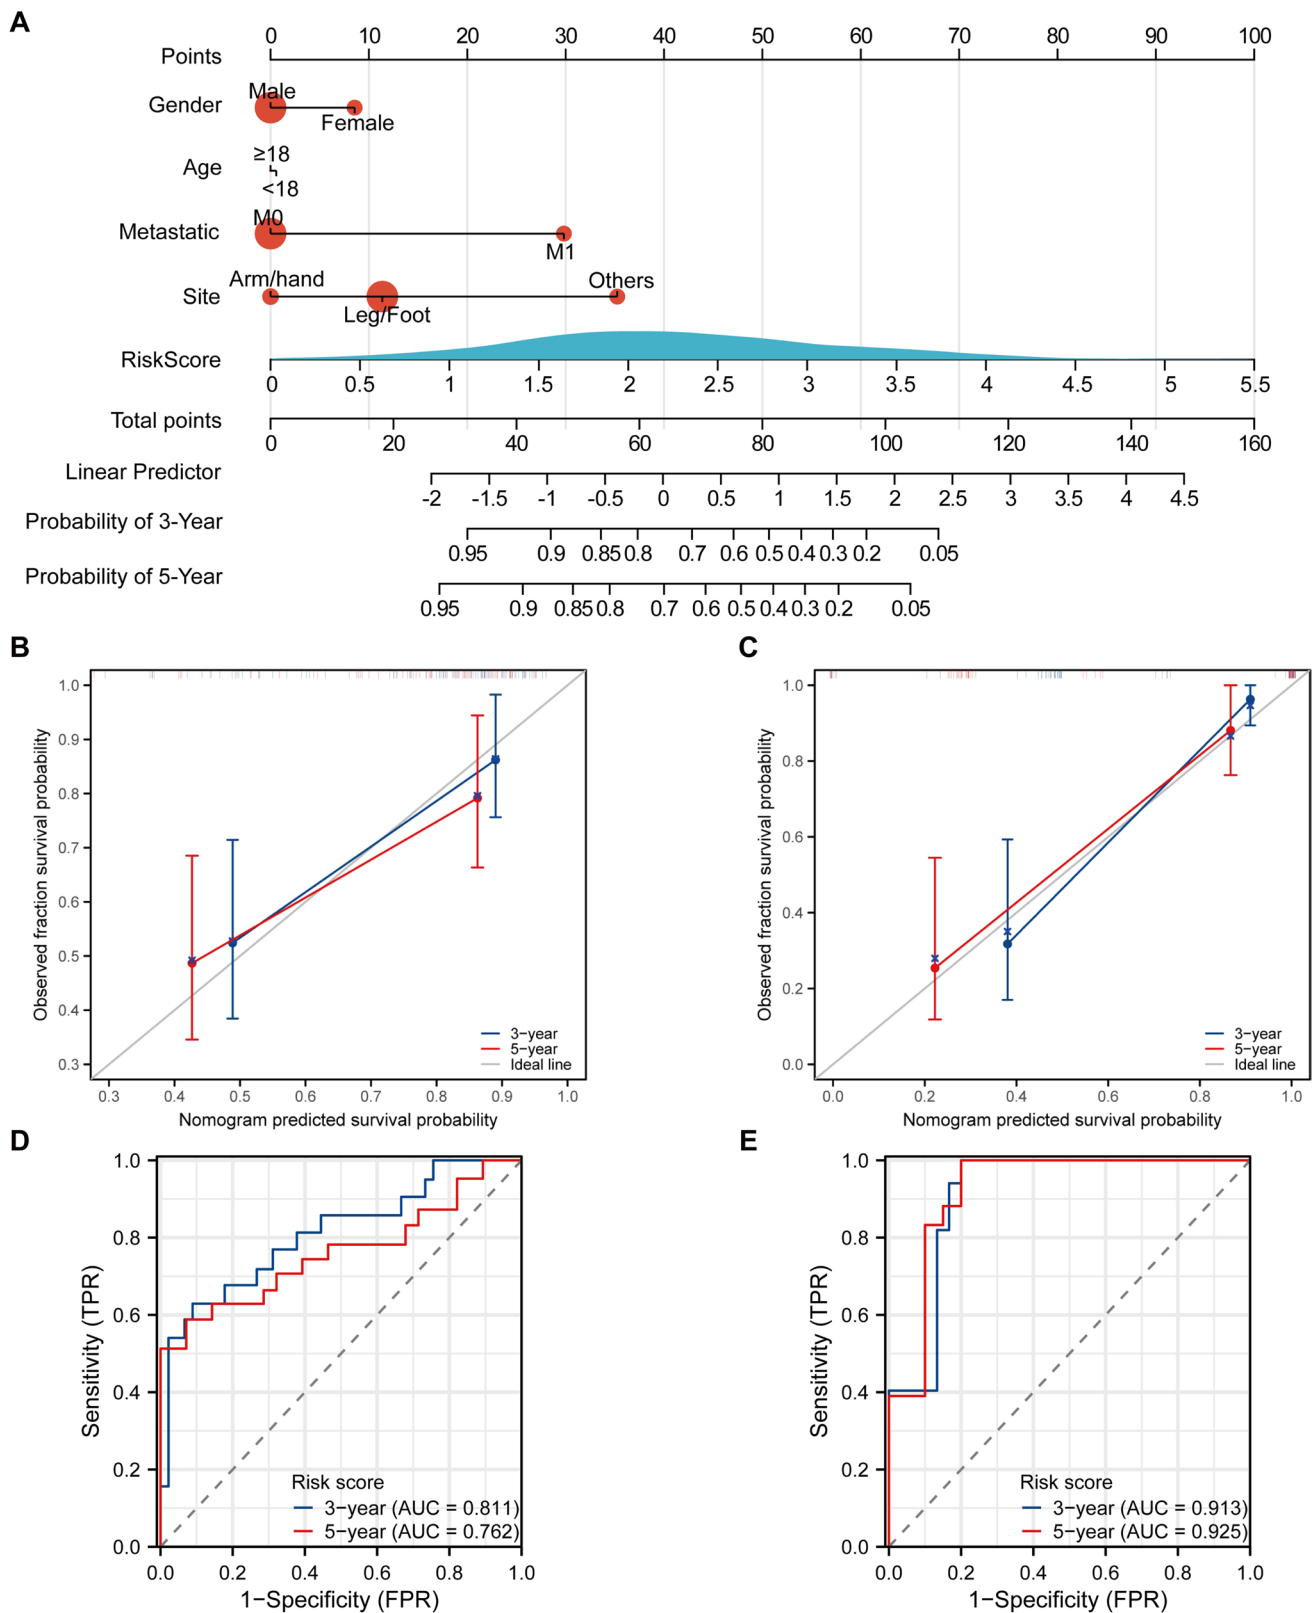 A
Points
0 10 20 30 40 50 60 70 80 90 100
Gender
Male
Female
Age
≥18
<18
Metastatic
M0
M1
Site
Arm/hand
Leg/Foot
Others
RiskScore
0 0.5 1 1.5 2 2.5 3 3.5 4 4.5 5 5.5
Total points
0 20 40 60 80 100 120 140 160
Linear Predictor
-2 -1.5 -1 -0.5 0 0.5 1 1.5 2 2.5 3 3.5 4 4.5
Probability of 3-Year
0.95 0.9 0.85 0.8 0.7 0.6 0.5 0.4 0.3 0.2 0.05
Probability of 5-Year
0.95 0.9 0.85 0.8 0.7 0.6 0.5 0.4 0.3 0.2 0.05
B
Observed fraction survival probability
1.0
0.9
0.8
0.7
0.6
0.5
0.4
0.3
3−year
5−year
Ideal line
0.3 0.4 0.5 0.6 0.7 0.8 0.9 1.0
Nomogram predicted survival probability
C
Observed fraction survival probability
1.0
0.8
0.6
0.4
0.2
0.0
3−year
5−year
Ideal line
0.0 0.2 0.4 0.6 0.8 1.0
Nomogram predicted survival probability
D
Sensitivity (TPR)
1.0
0.8
0.6
0.4
0.2
0.0
Risk score
3−year (AUC = 0.811)
5−year (AUC = 0.762)
0.0 0.2 0.4 0.6 0.8 1.0
1−Specificity (FPR)
E
Sensitivity (TPR)
1.0
0.8
0.6
0.4
0.2
0.0
Risk score
3−year (AUC = 0.913)
5−year (AUC = 0.925)
0.0 0.2 0.4 0.6 0.8 1.0
1−Specificity (FPR)